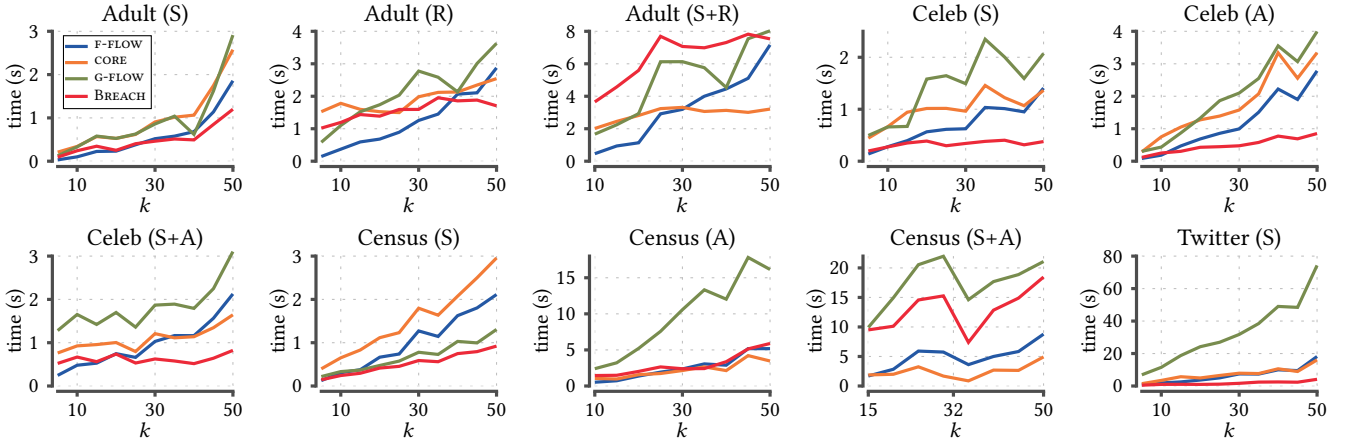 Adult (S)
time (s)
3
2
1
0
F-FLOW
CORE
G-FLOW
BREACH
10
30
50
k
Adult (R)
time (s)
4
3
2
1
0
10
30
50
k
Adult (S+R)
time (s)
8
6
4
2
0
10
30
50
k
Celeb (S)
time (s)
2
1
0
10
30
50
k
Celeb (A)
time (s)
4
3
2
1
0
10
30
50
k
Celeb (S+A)
time (s)
3
2
1
0
10
30
50
k
Census (S)
time (s)
3
2
1
0
10
30
50
k
Census (A)
time (s)
15
10
5
0
10
30
50
k
Census (S+A)
time (s)
20
15
10
5
0
15
32
50
k
Twitter (S)
time (s)
80
60
40
20
0
10
30
50
k